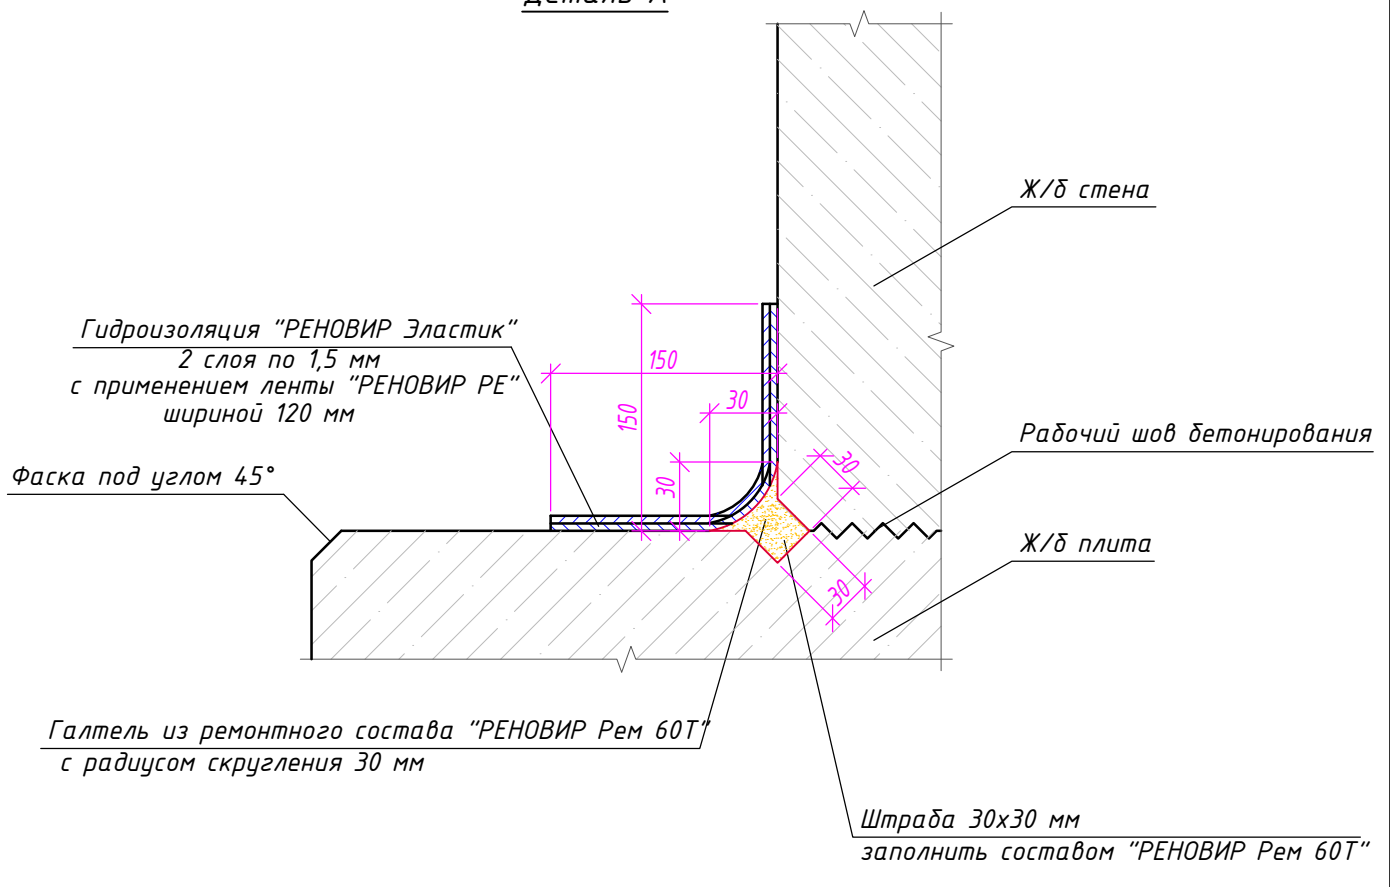 Деталь А
Ж/б стена
Гидроизоляция "РЕНОВИР Эластик"
2 слоя по 1,5 мм
с применением ленты "РЕНОВИР РЕ"
шириной 120 мм
150
30
150
30
30
30
Рабочий шов бетонирования
Фаска под углом 45°
Ж/б плита
Галтель из ремонтного состава "РЕНОВИР Рем 60Т"
с радиусом скругления 30 мм
Штраба 30х30 мм
заполнить составом "РЕНОВИР Рем 60Т"